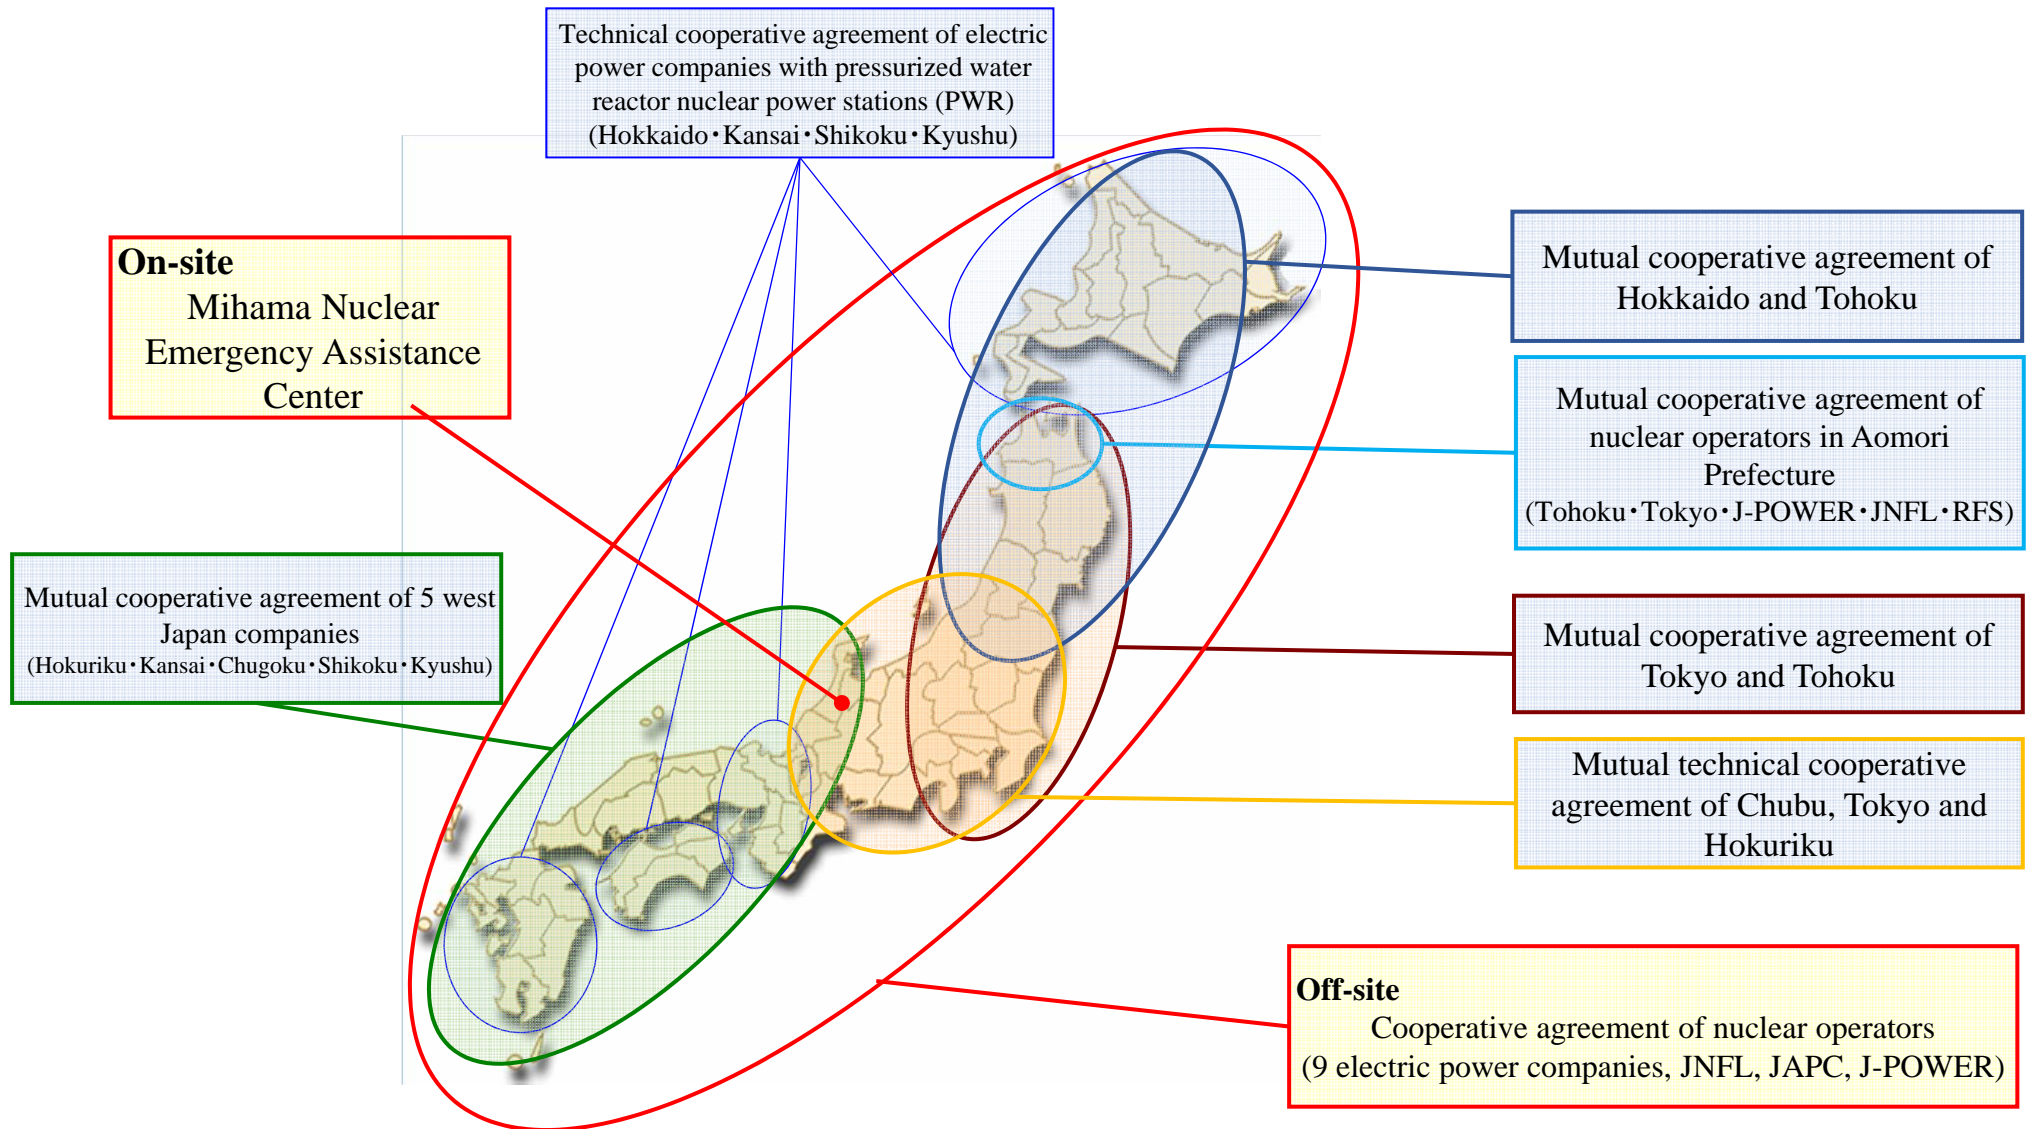 Technical cooperative agreement of electric
power companies with pressurized water
reactor nuclear power stations (PWR)
(Hokkaido・Kansai・Shikoku・Kyushu)
On-site
Mihama Nuclear
Emergency Assistance
Center
Mutual cooperative agreement of
Hokkaido and Tohoku
Mutual cooperative agreement of
nuclear operators in Aomori
Prefecture
(Tohoku・Tokyo・J-POWER・JNFL・RFS)
Mutual cooperative agreement of 5 west
Japan companies
(Hokuriku・Kansai・Chugoku・Shikoku・Kyushu)
Mutual cooperative agreement of
Tokyo and Tohoku
Mutual technical cooperative
agreement of Chubu, Tokyo and
Hokuriku
Off-site
Cooperative agreement of nuclear operators
(9 electric power companies, JNFL, JAPC, J-POWER)